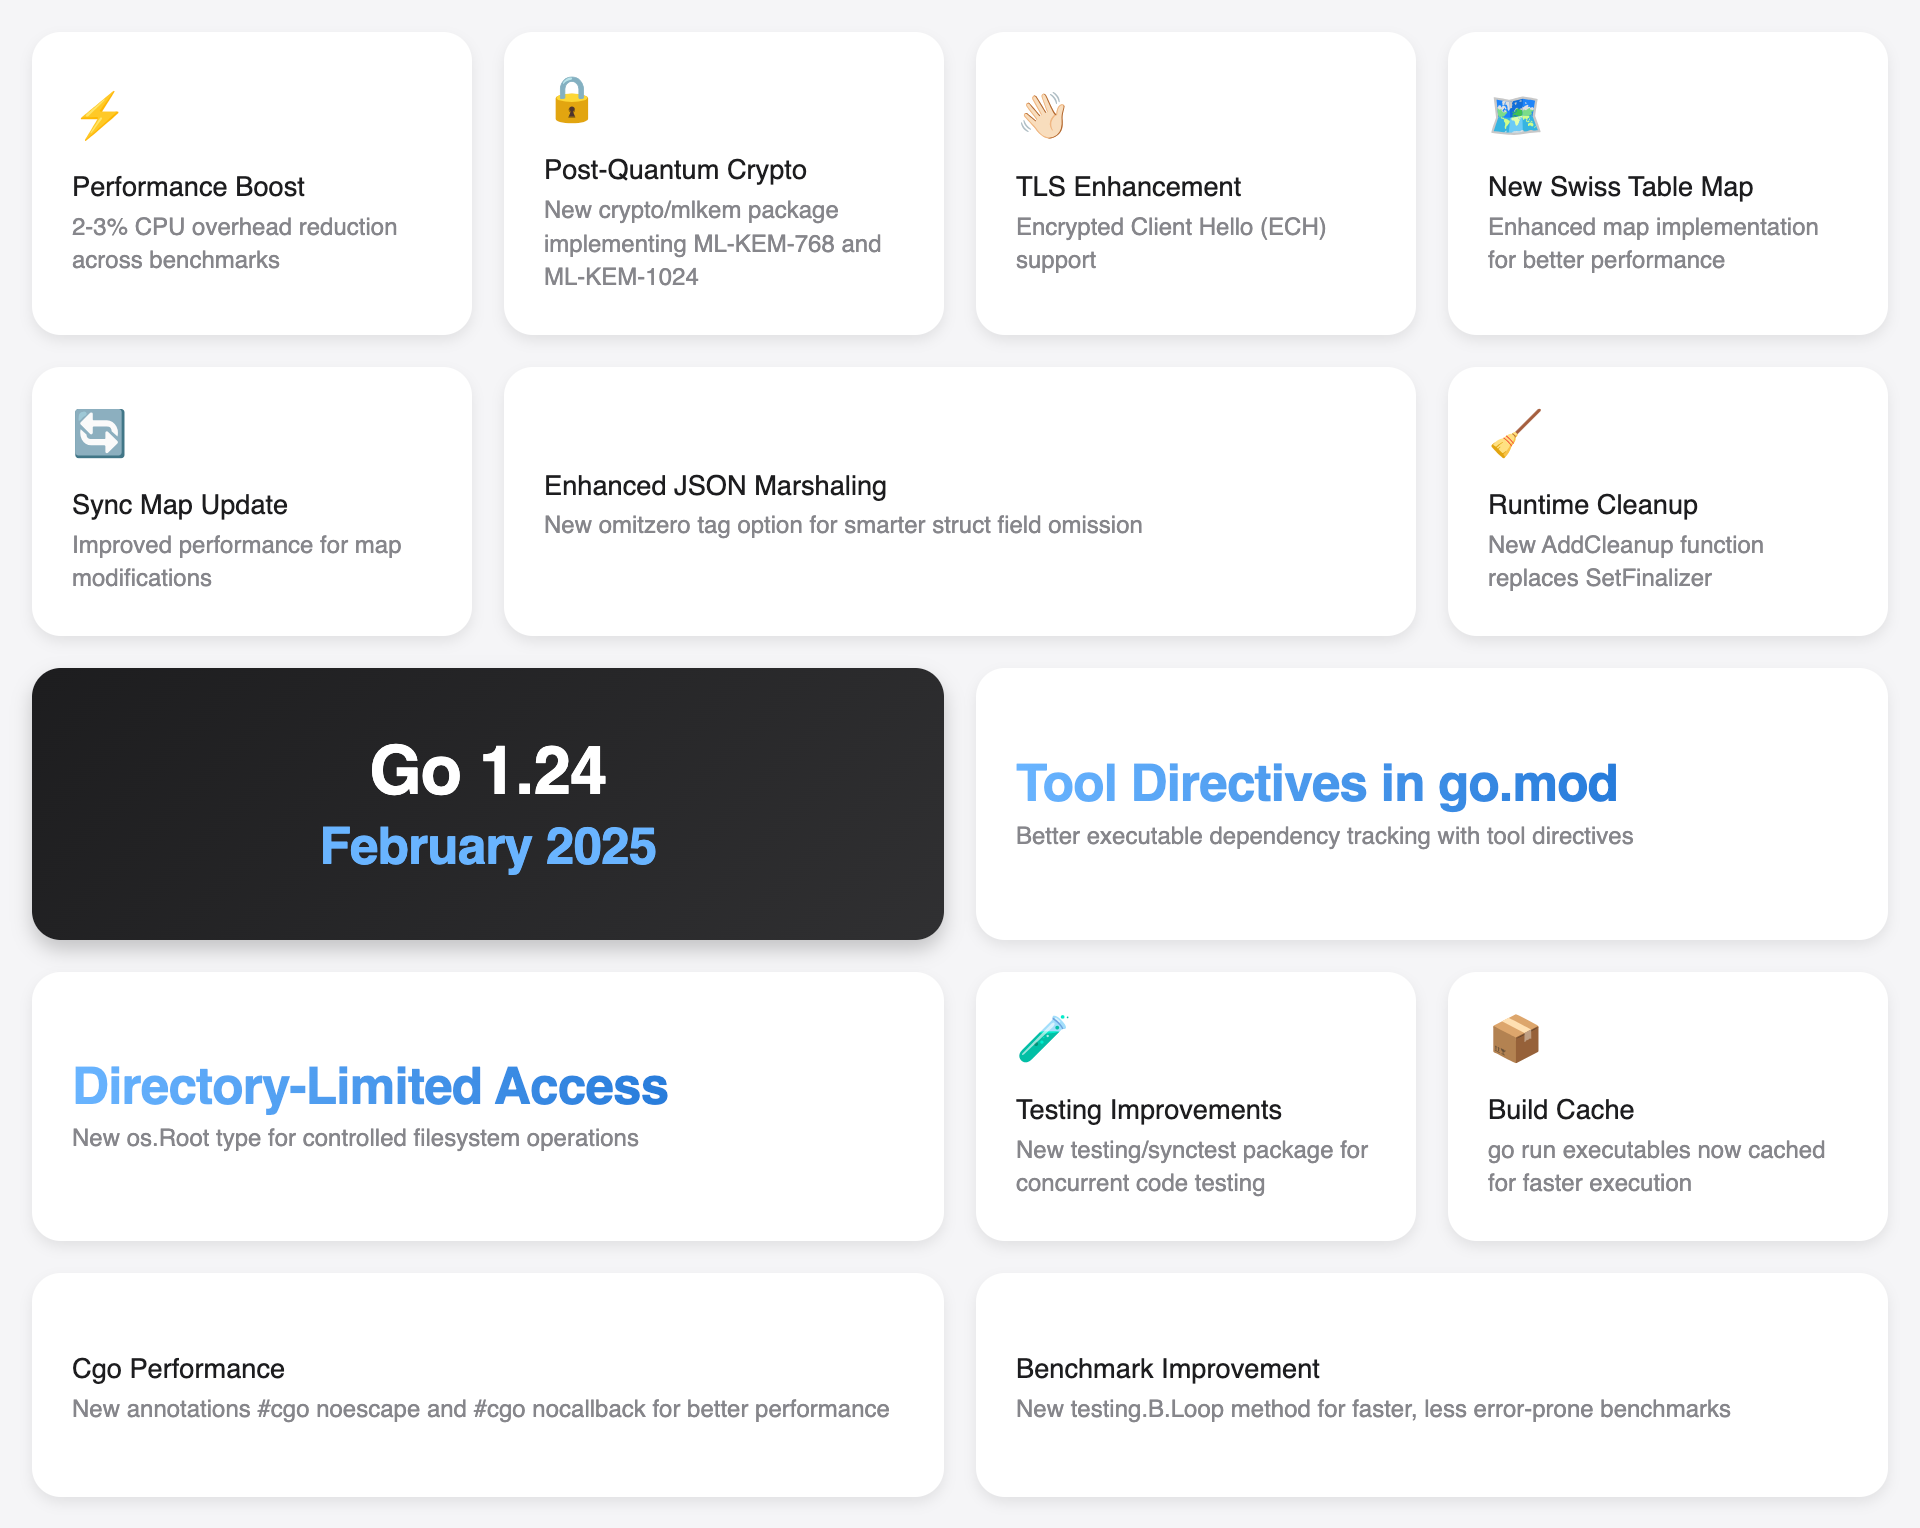 Performance Boost
2-3% CPU overhead reduction
across benchmarks
Post-Quantum Crypto
New crypto/mlkem package
implementing ML-KEM-768 and
ML-KEM-1024
TLS Enhancement
Encrypted Client Hello (ECH)
support
New Swiss Table Map
Enhanced map implementation
for better performance
Sync Map Update
Improved performance for map
modifications
Enhanced JSON Marshaling
New omitzero tag option for smarter struct field omission
Runtime Cleanup
New AddCleanup function
replaces SetFinalizer
Go 1.24
February 2025
Tool Directives in go.mod
Better executable dependency tracking with tool directives
Directory-Limited Access
New os.Root type for controlled filesystem operations
Testing Improvements
New testing/synctest package for
concurrent code testing
Build Cache
go run executables now cached
for faster execution
Cgo Performance
New annotations #cgo noescape and #cgo nocallback for better performance
Benchmark Improvement
New testing.B.Loop method for faster, less error-prone benchmarks